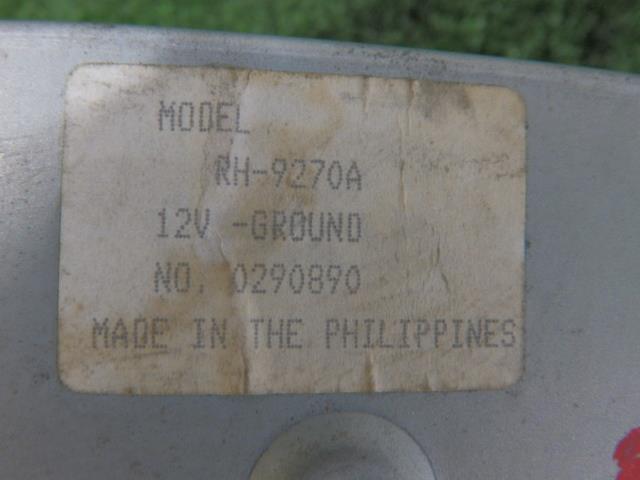 MODEL
RH-9270A
12V -GROUND
NO. 0290890
MADE IN THE PHILIPPINES